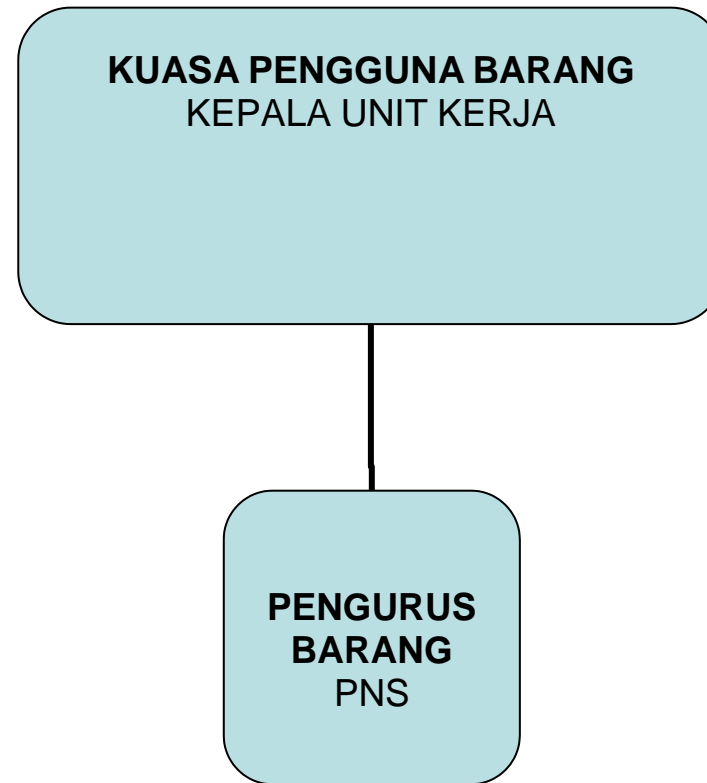 KUASA PENGGUNA BARANG
KEPALA UNIT KERJA
PENGURUS
BARANG
PNS